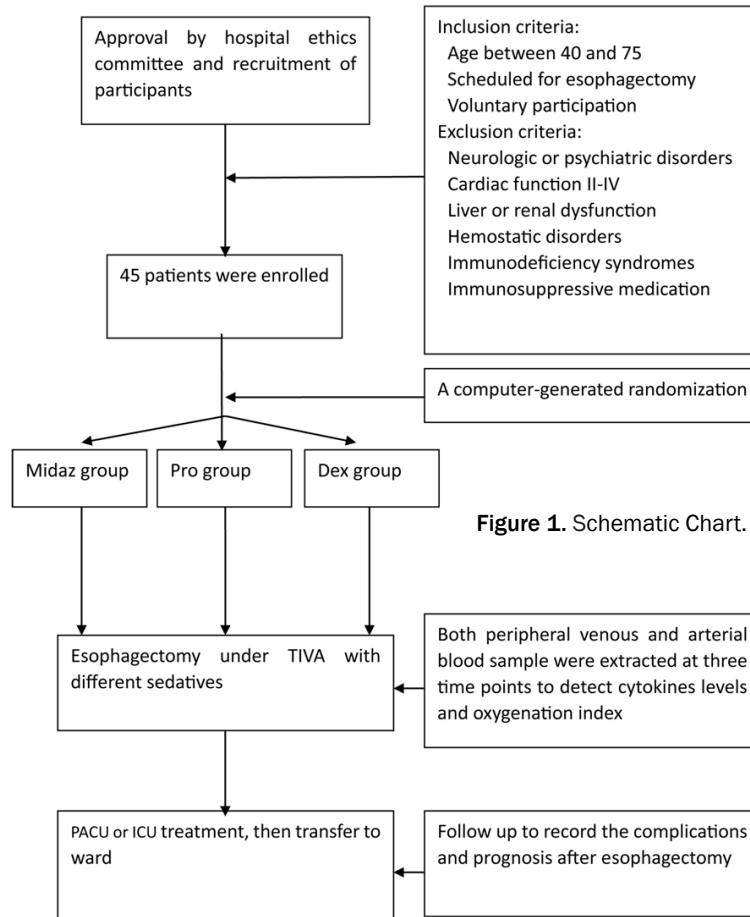 Approval by hospital ethics
committee and recruitment of
participants
Inclusion criteria:
Age between 40 and 75
Scheduled for esophagectomy
Voluntary participation
Exclusion criteria:
Neurologic or psychiatric disorders
Cardiac function II-IV
Liver or renal dysfunction
Hemostatic disorders
Immunodeficiency syndromes
Immunosuppressive medication
45 patients were enrolled
A computer-generated randomization
Midaz group
Pro group
Dex group
Figure 1. Schematic Chart.
Esophagectomy under TIVA with
different sedatives
Both peripheral venous and arterial
blood sample were extracted at three
time points to detect cytokines levels
and oxygenation index
PACU or ICU treatment, then transfer to
ward
Follow up to record the complications
and prognosis after esophagectomy